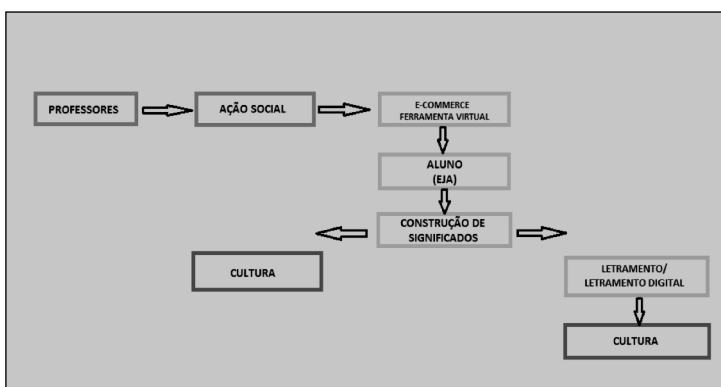 PROFESSORES
AÇÃO SOCIAL
E-COMMERCE
FERRAMENTA VIRTUAL
ALUNO
(EJA)
CONSTRUÇÃO DE
SIGNIFICADOS
CULTURA
LETRAMENTO/
LETRAMENTO DIGITAL
CULTURA